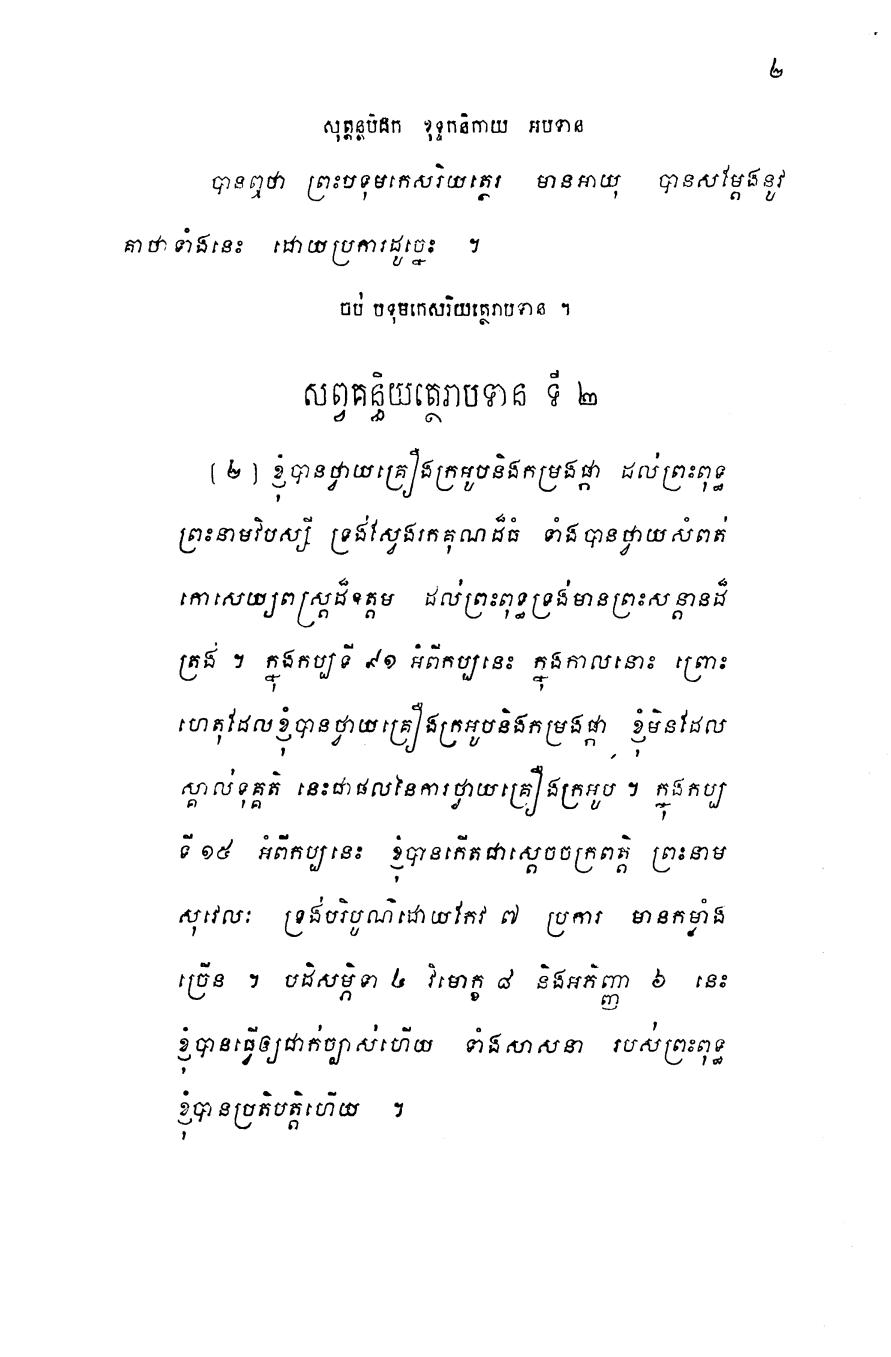 ២
សុត្តន្តបិដក ខុទ្ទកនិកាយ អបទាន
បានឮថា ព្រះបទុមកេសរិយត្ថេរ មានអាយុ បានសម្តែងនូវ
គាថាទាំងនេះ ដោយប្រការដូច្នេះ ។
ចប់ បទុមកេសរិយត្ថេរាបទាន ។
សព្វគន្ធិយត្ថេរាបទាន ទី ២
(២) ខ្ញុំបានថ្វាយគ្រឿងក្រអូបនិងកម្រងផ្កា ដល់ព្រះពុទ្ធ
ព្រះនាមវិបស្សី ទ្រង់ស្វែងរកគុណដ៏ធំ ទាំងបានថ្វាយសំពត់
កោសេយ្យពស្ត្រដ៏ឧត្តម ដល់ព្រះពុទ្ធទ្រង់មានព្រះសន្តានដ៏
ត្រង់ ។ ក្នុងកប្បទី ៩១ អំពីកប្បនេះ ក្នុងកាលនោះ ព្រោះ
ហេតុដែលខ្ញុំបានថ្វាយគ្រឿងក្រអូបនិងកម្រងផ្កា ខ្ញុំមិនដែល
ស្គាល់ទុគ្គតិ នេះជាផលនៃការថ្វាយគ្រឿងក្រអូប ។ ក្នុងកប្ប
ទី ១៥ អំពីកប្បនេះ ខ្ញុំបានកើតជាស្តេចចក្រពត្តិ ព្រះនាម
សុវេលៈ ទ្រង់បរិបូណ៌ដោយកែវ ៧ ប្រការ មានកម្លាំង
ច្រើន ។ បដិសម្ភិទា ៤ វិមោក្ខ ៨ និងអភិញ្ញា ៦ នេះ
ខ្ញុំបានធ្វើឲ្យជាក់ច្បាស់ហើយ ទាំងសាសនា របស់ព្រះពុទ្ធ
ខ្ញុំបានប្រតិបត្តិហើយ ។